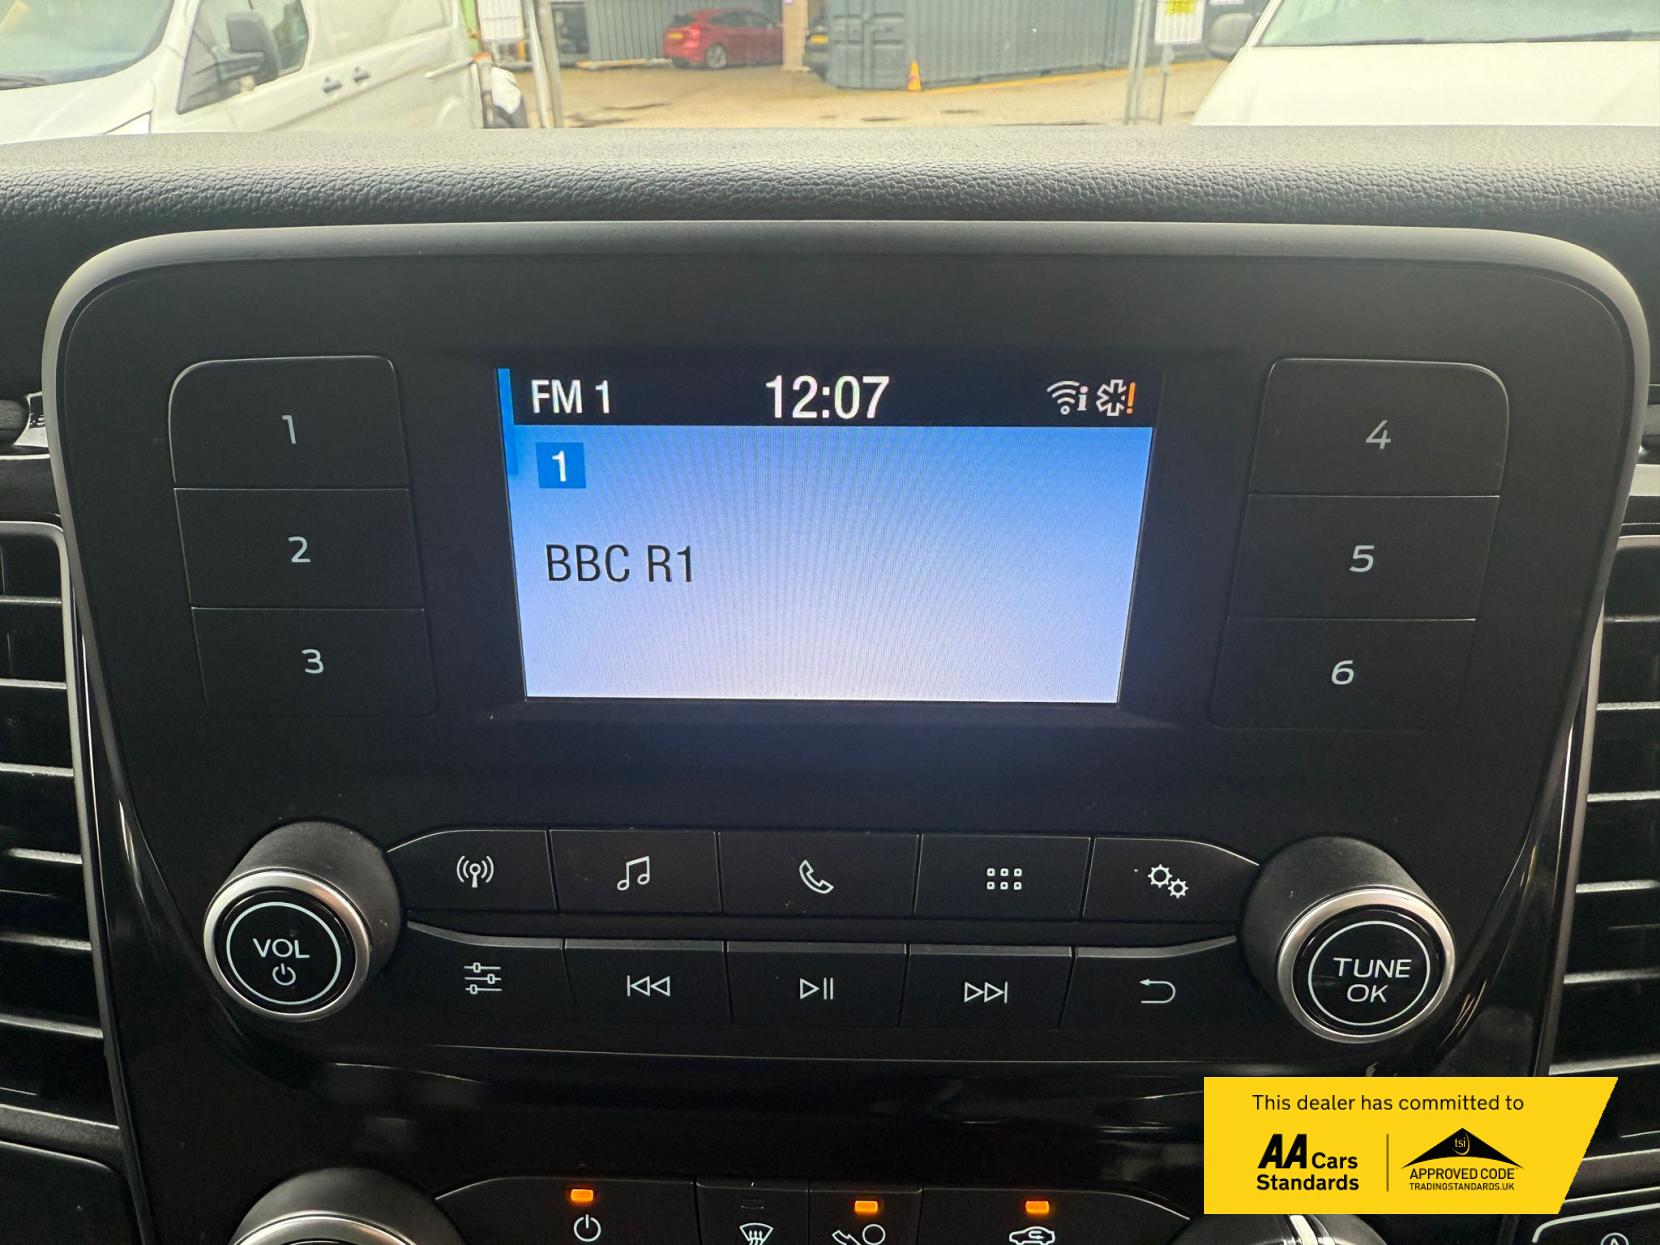 FM 1 12:07
1
BBC R1
1
2
3
4
5
6
VOL
TUNE
OK
This dealer has committed to
AA Cars
Standards
tsi
APPROVED CODE
TRADINGSTANDARDS.UK